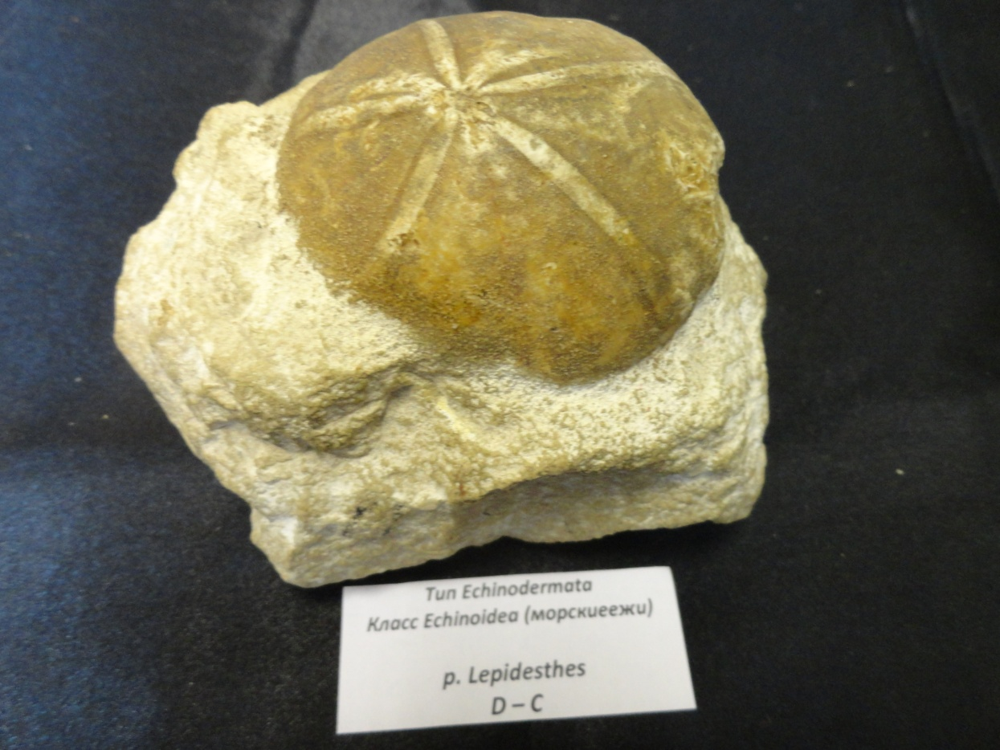 Тип Echinodermata
Класс Echinoidea (морскиеежи)
р. Lepidesthes
D – C